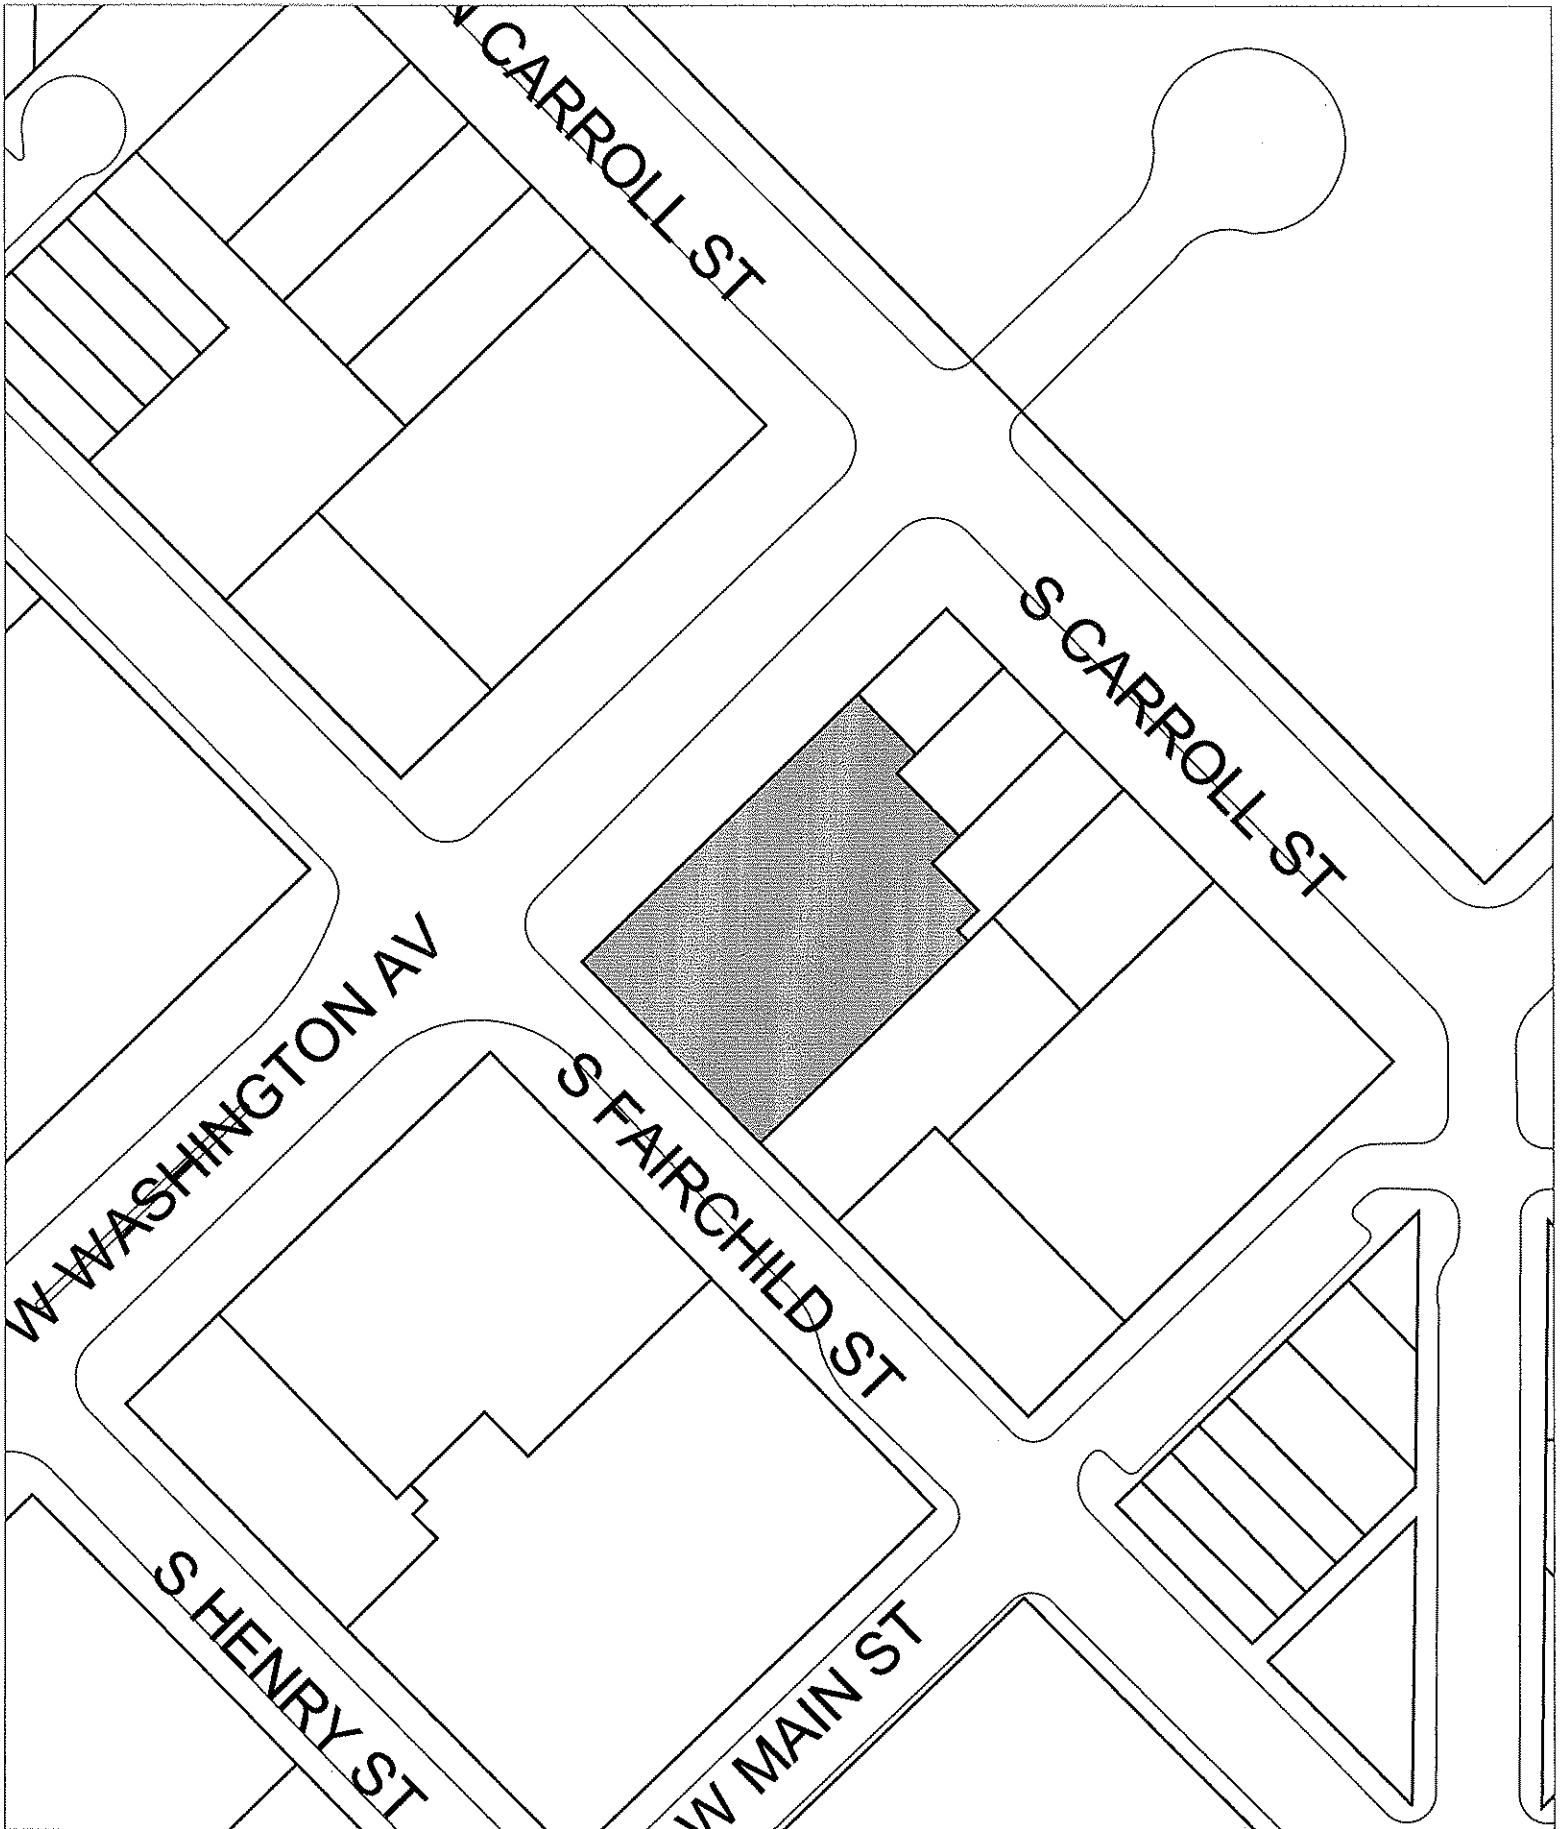 N CARROLL ST
S CARROLL ST
W WASHINGTON AV
S FAIRCHILD ST
S HENRY ST
W MAIN ST